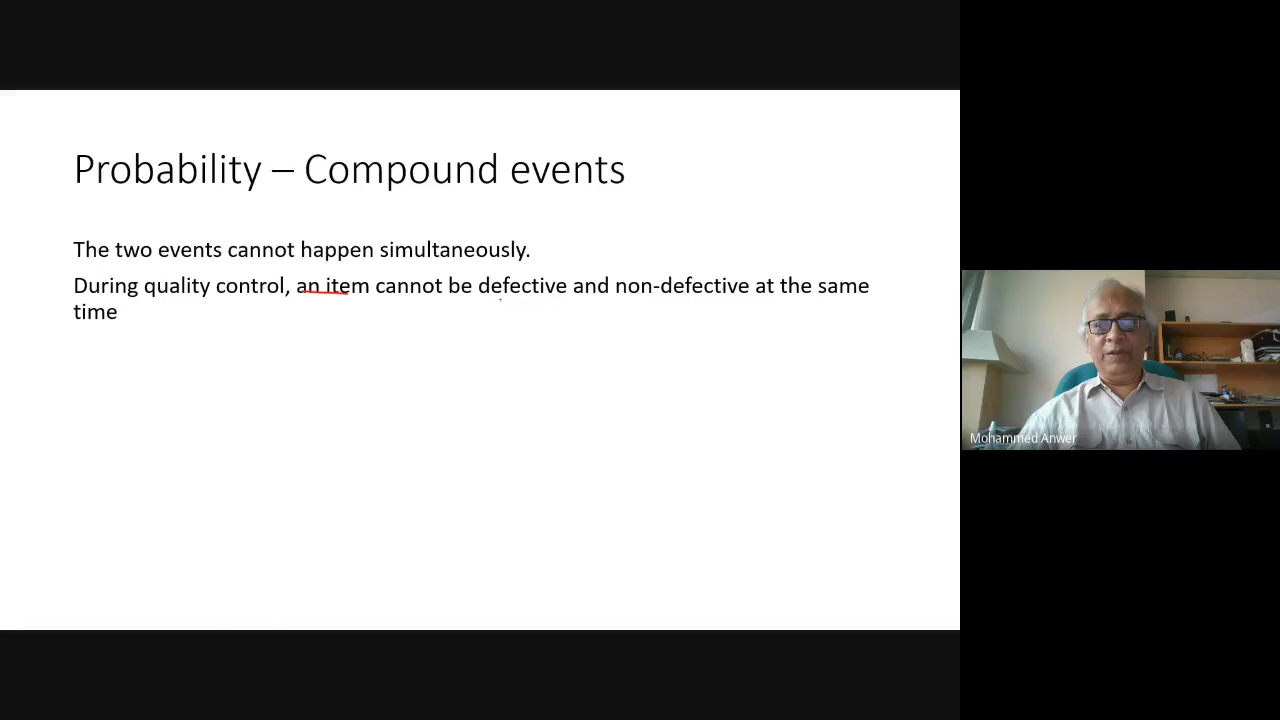 Probability – Compound events
The two events cannot happen simultaneously.
During quality control, an item cannot be defective and non-defective at the same
time
Mohammed Anwer